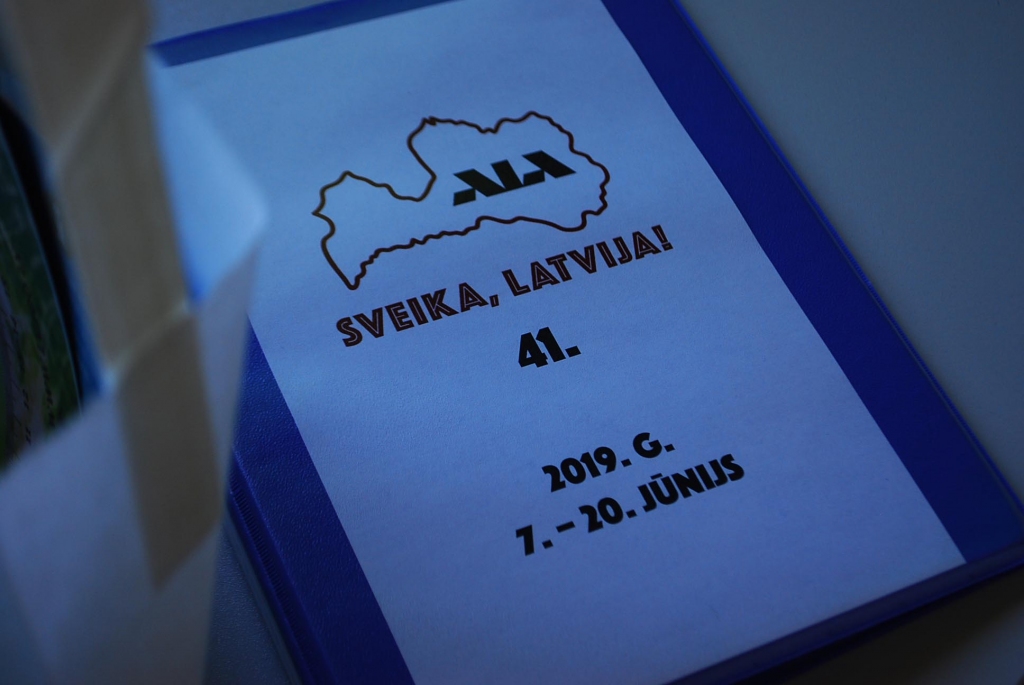 ALA
SVEIKA, LATVIJA!
41.
2019. G.
7. – 20. JŪNIJS